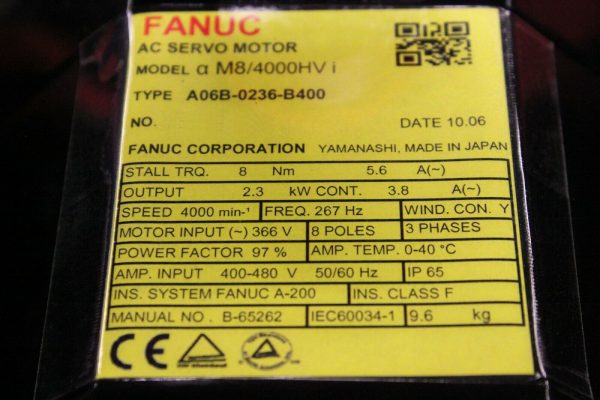 FANUC
AC SERVO MOTOR
MODEL α M8/4000HV i
TYPE A06B-0236-B400
NO. DATE 10.06
FANUC CORPORATION YAMANASHI, MADE IN JAPAN
STALL TRQ. 8 Nm 5.6 A(~)
OUTPUT 2.3 kW CONT. 3.8 A(~)
SPEED 4000 min-¹ FREQ. 267 Hz WIND. CON. Y
MOTOR INPUT (~) 366 V 8 POLES 3 PHASES
POWER FACTOR 97 % AMP. TEMP. 0-40 °C
AMP. INPUT 400-480 V 50/60 Hz IP 65
INS. SYSTEM FANUC A-200 INS. CLASS F
MANUAL NO. B-65262 IEC60034-1 9.6 kg
CE